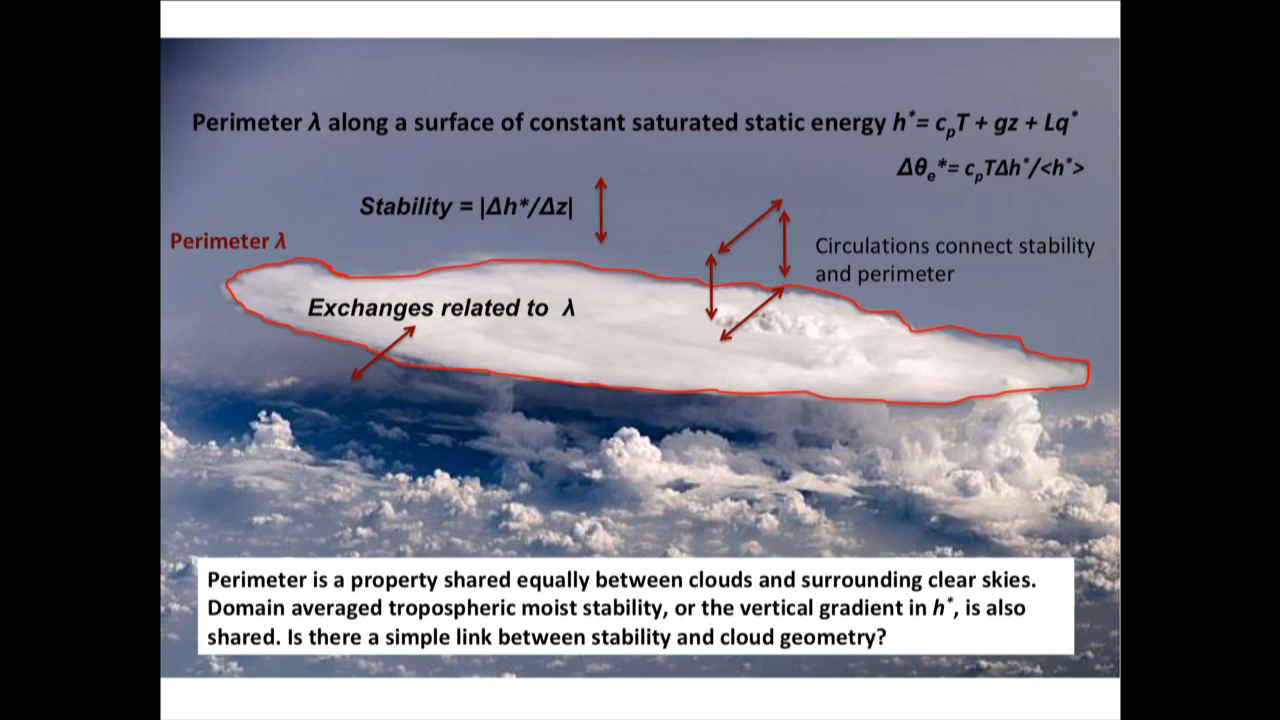 Perimeter λ along a surface of constant saturated static energy h*= cpT + gz + Lq*
Δθe*= cpTΔh*/<h*>
Stability = |Δh*/Δz|
Perimeter λ
Circulations connect stability
and perimeter
Exchanges related to λ
Perimeter is a property shared equally between clouds and surrounding clear skies.
Domain averaged tropospheric moist stability, or the vertical gradient in h*, is also
shared. Is there a simple link between stability and cloud geometry?